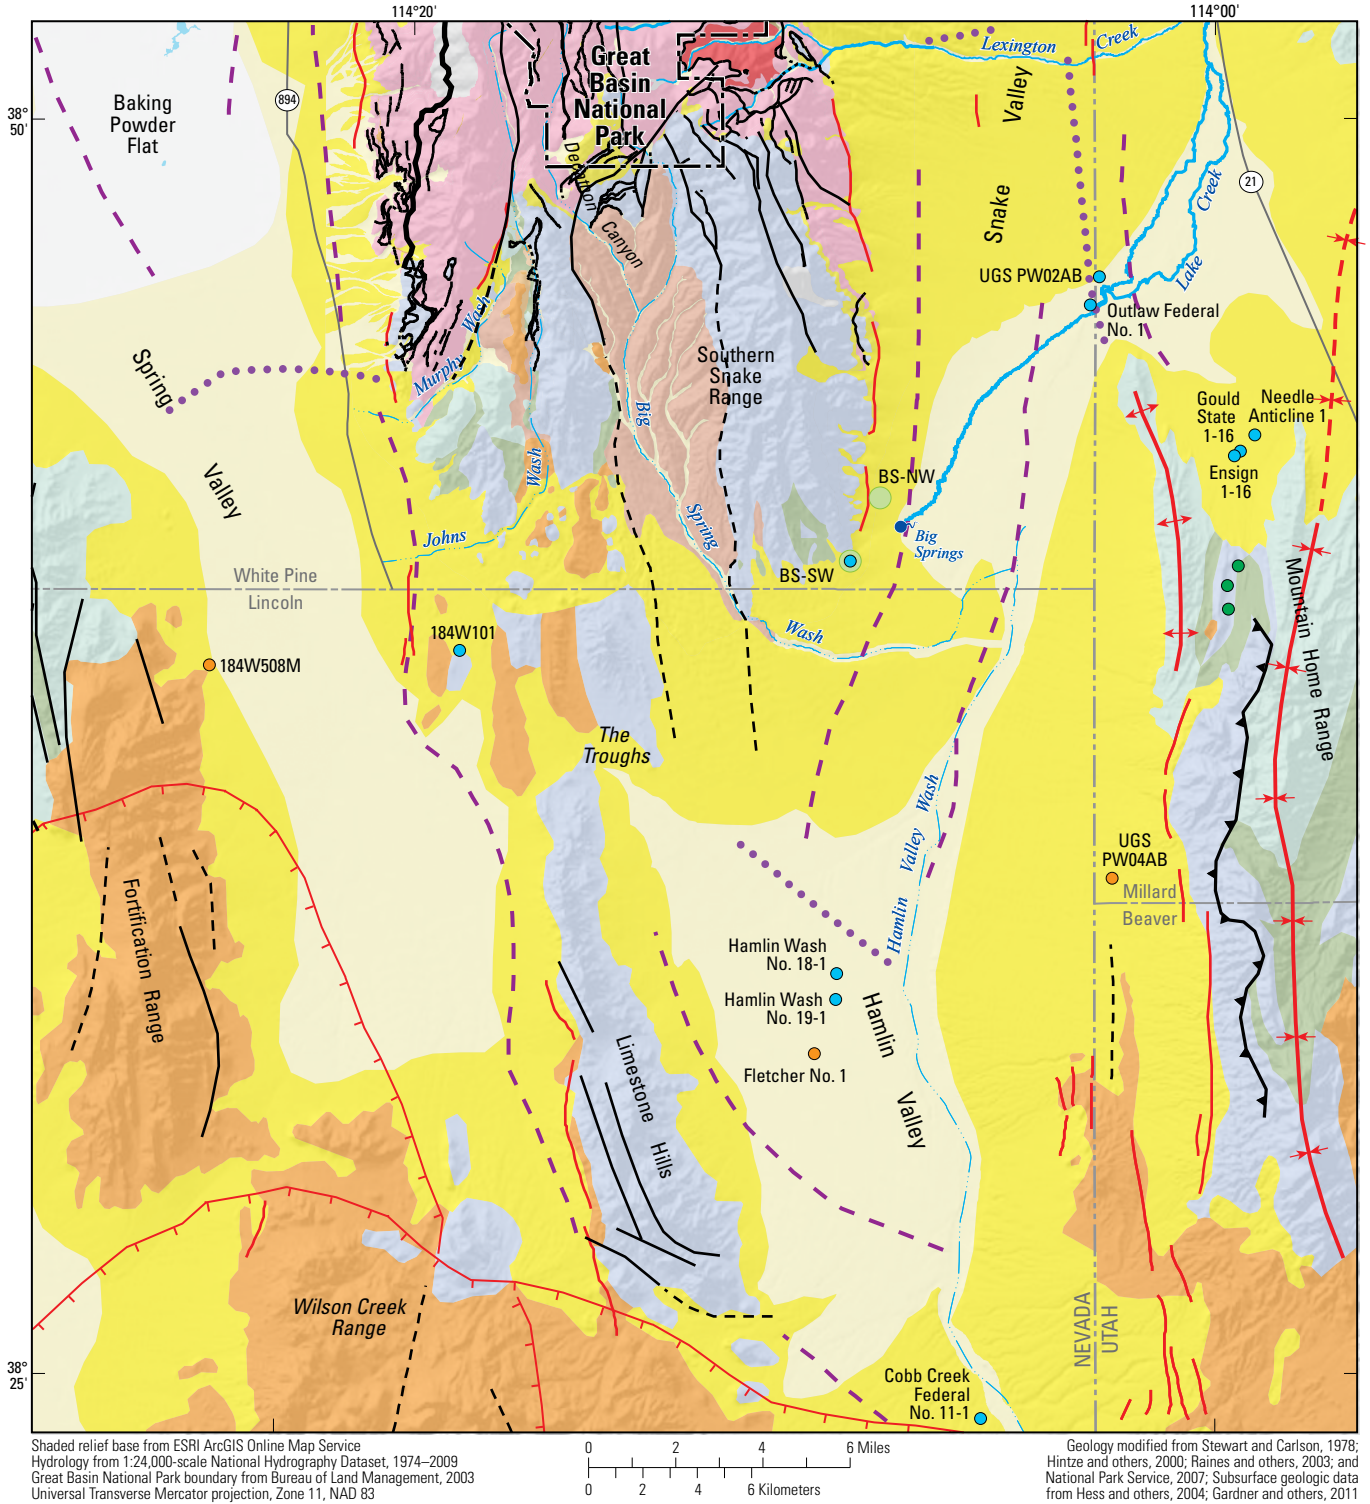 114°20'
114°00'
38°
50'
894
Baking
Powder
Flat
Great
Basin
National
Park
Lexington
Creek
Valley
Snake
21
Creek
Lake
Decathon
Canyon
UGS PW02AB
Outlaw Federal
No. 1
Wash
Murphy
Spring
Valley
Southern
Snake
Range
Big
Spring
Wash
Wash
Johns
Gould
State
1-16
Needle
Anticline 1
Ensign
1-16
BS-NW
Big
Springs
BS-SW
White Pine
Lincoln
184W101
184W508M
The
Troughs
Mountain Home Range
Hamlin Valley Wash
UGS
PW04AB
Millard
Beaver
Fortification Range
Hamlin Wash
No. 18-1
Hamlin Wash
No. 19-1
Fletcher No. 1
Hamlin
Valley
Limestone Hills
Wilson Creek
Range
NEVADA
UTAH
Cobb Creek
Federal
No. 11-1
38°
25'
Shaded relief base from ESRI ArcGIS Online Map Service
Hydrology from 1:24,000-scale National Hydrography Dataset, 1974–2009
Great Basin National Park boundary from Bureau of Land Management, 2003
Universal Transverse Mercator projection, Zone 11, NAD 83
0 2 4 6 Miles
0 2 4 6 Kilometers
Geology modified from Stewart and Carlson, 1978;
Hintze and others, 2000; Raines and others, 2003; and
National Park Service, 2007; Subsurface geologic data
from Hess and others, 2004; Gardner and others, 2011